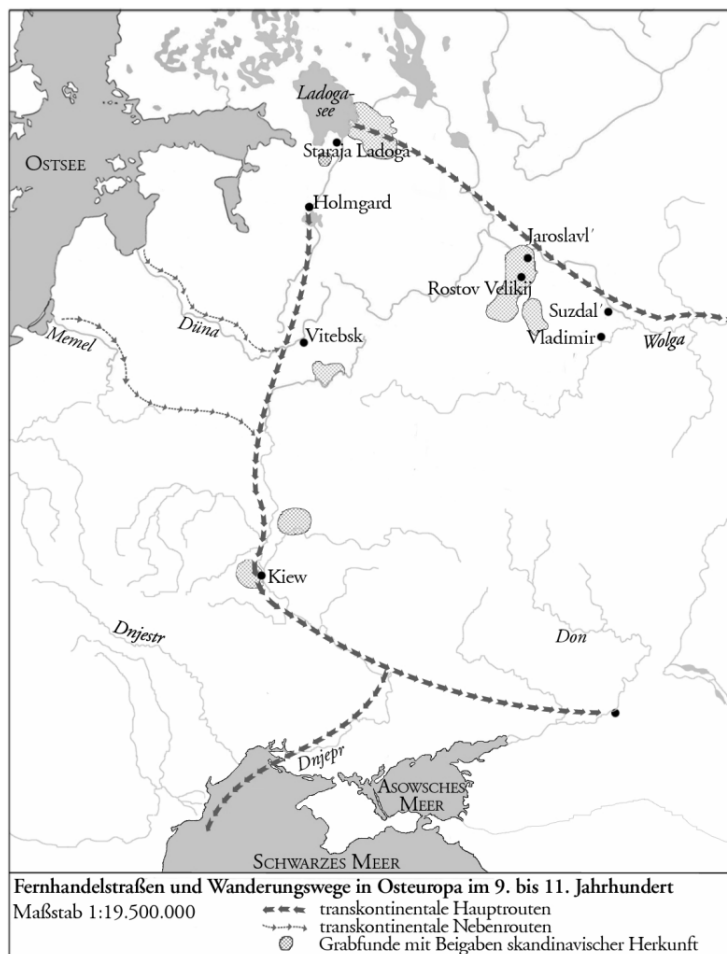 Ladoga-
see
Staraja Ladoga
OSTSEE
Holmgard
Jaroslavl′
Rostov Velikij
Suzdal′
Düna
Vitebsk
Vladimir
Wolga
Memel
Kiew
Dnjestr
Don
Dnjepr
ASOWSCHES
MEER
SCHWARZES MEER
Fernhandelstraßen und Wanderungswege in Osteuropa im 9. bis 11. Jahrhundert
Maßstab 1:19.500.000
transkontinentale Hauptrouten
transkontinentale Nebenrouten
Grabfunde mit Beigaben skandinavischer Herkunft